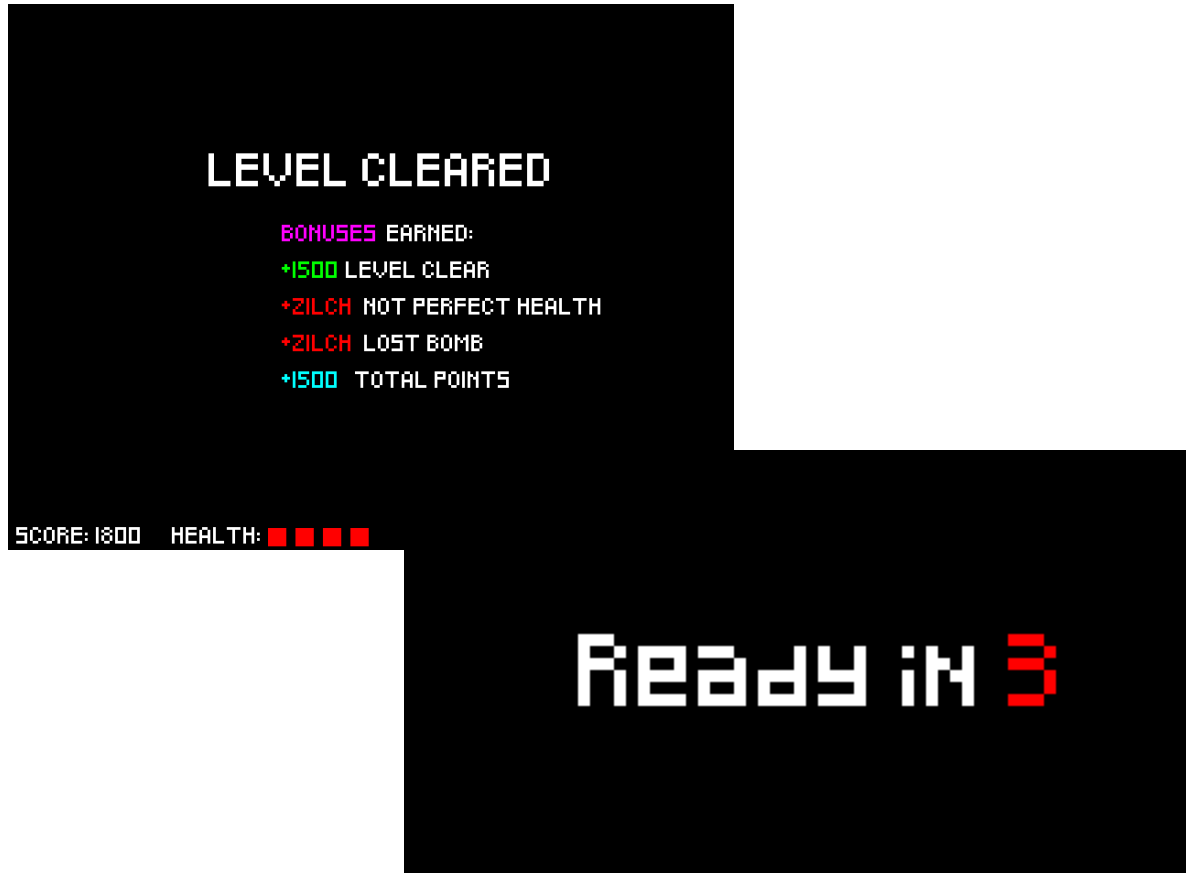 LEVEL CLEARED
BONUSES EARNED:
+1500 LEVEL CLEAR
+ZILCH NOT PERFECT HEALTH
+ZILCH LOST BOMB
+1500 TOTAL POINTS
SCORE: 1800 HEALTH:
Ready in 3